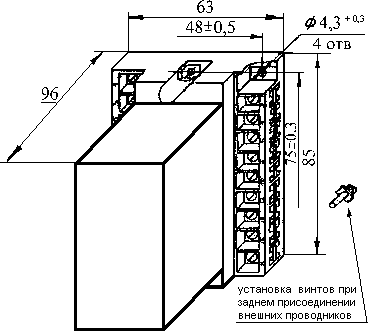 63
48±0,5
ϕ 4,3 +0,3
4 отв
96
75±0.3
85
установка винтов при
заднем присоединении
внешних проводников